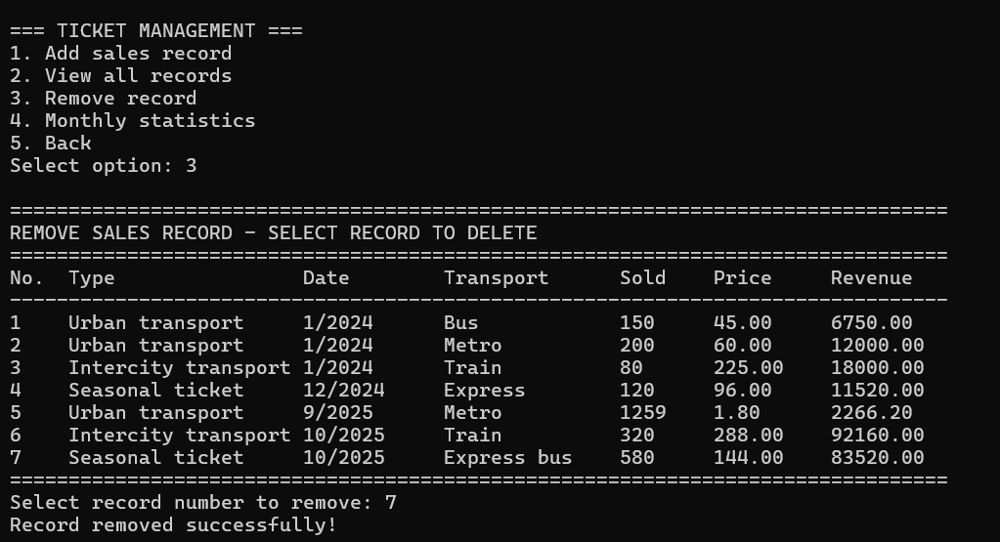 === TICKET MANAGEMENT ===
1. Add sales record
2. View all records
3. Remove record
4. Monthly statistics
5. Back
Select option: 3
================================================================================
REMOVE SALES RECORD - SELECT RECORD TO DELETE
================================================================================
No.  Type                Date        Transport      Sold    Price     Revenue
--------------------------------------------------------------------------------
1    Urban transport     1/2024      Bus            150     45.00     6750.00
2    Urban transport     1/2024      Metro          200     60.00     12000.00
3    Intercity transport 1/2024      Train          80      225.00    18000.00
4    Seasonal ticket     12/2024     Express        120     96.00     11520.00
5    Urban transport     9/2025      Metro          1259    1.80      2266.20
6    Intercity transport 10/2025     Train          320     288.00    92160.00
7    Seasonal ticket     10/2025     Express bus    580     144.00    83520.00
================================================================================
Select record number to remove: 7
Record removed successfully!